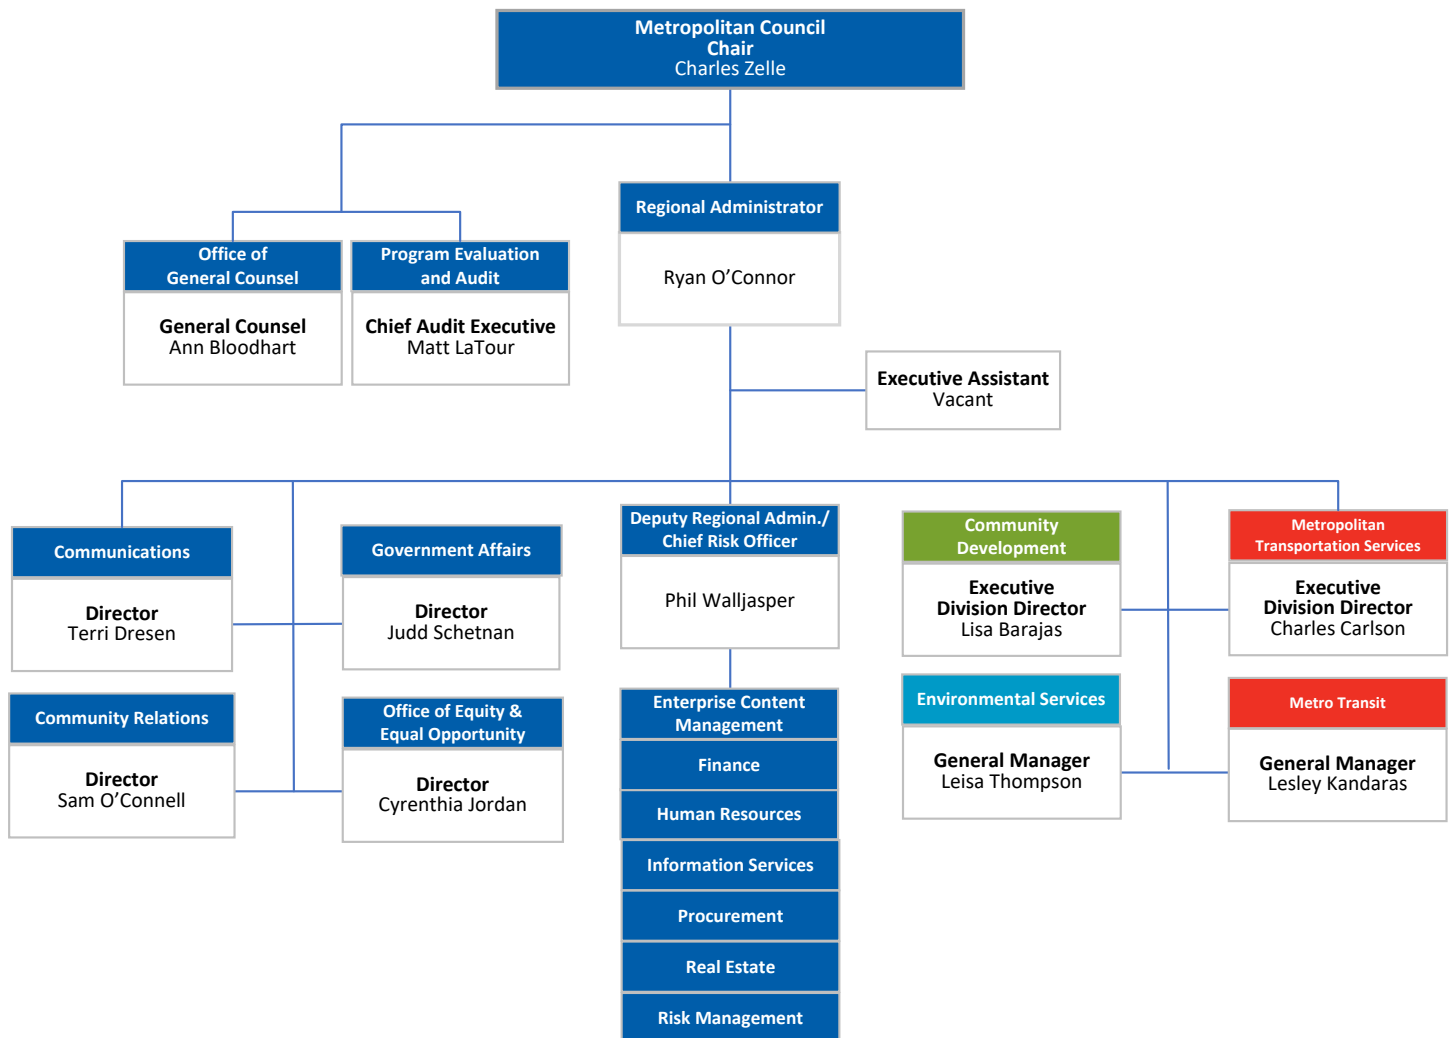 Metropolitan Council
Chair
Charles Zelle
Regional Administrator
Ryan O’Connor
Office of
General Counsel
General Counsel
Ann Bloodhart
Program Evaluation
and Audit
Chief Audit Executive
Matt LaTour
Executive Assistant
Vacant
Communications
Director
Terri Dresen
Government Affairs
Director
Judd Schetnan
Deputy Regional Admin./
Chief Risk Officer
Phil Walljasper
Community
Development
Executive
Division Director
Lisa Barajas
Metropolitan
Transportation Services
Executive
Division Director
Charles Carlson
Community Relations
Director
Sam O’Connell
Office of Equity &
Equal Opportunity
Director
Cyrenthia Jordan
Enterprise Content
Management
Finance
Human Resources
Information Services
Procurement
Real Estate
Risk Management
Environmental Services
General Manager
Leisa Thompson
Metro Transit
General Manager
Lesley Kandaras